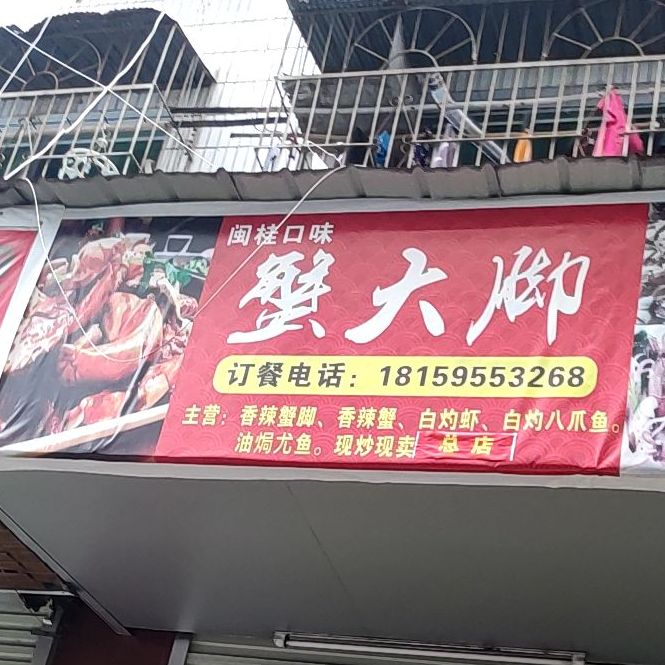 闽桂口味
蟹大脚
订餐电话：18159553268
主营：香辣蟹脚、香辣蟹、白灼虾、白灼八爪鱼。
油焗尤鱼。现炒现卖 总店